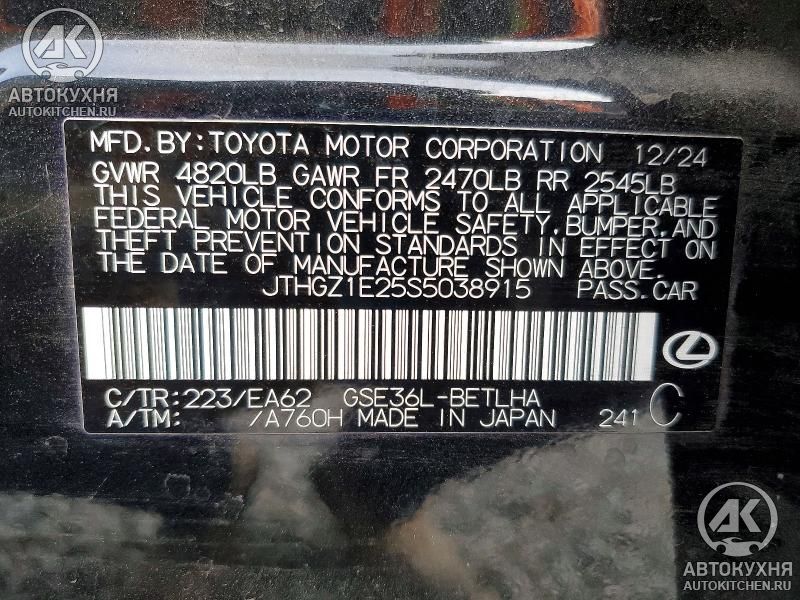 АК
АВТОКУХНЯ
AUTOKITCHEN.RU
MFD.BY:TOYOTA MOTOR CORPORATION 12/24
GVWR 4820LB GAWR FR 2470LB RR 2545LB
THIS VEHICLE CONFORMS TO ALL APPLICABLE
FEDERAL MOTOR VEHICLE SAFETY,BUMPER,AND
THEFT PREVENTION STANDARDS IN EFFECT ON
THE DATE OF MANUFACTURE SHOWN ABOVE.
JTHGZ1E25S5038915 PASS.CAR
C/TR:223/EA62 GSE36L-BETLHA
A/TM: /A760H MADE IN JAPAN 241 C
АК
АВТОКУХНЯ
AUTOKITCHEN.RU